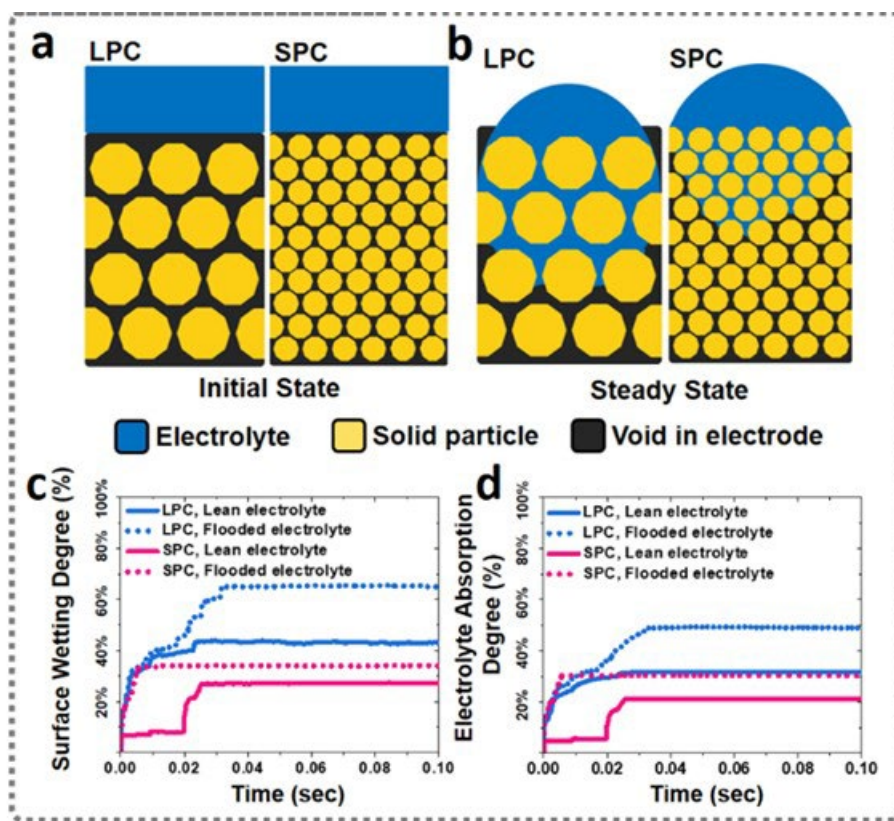 a
LPC
SPC
b
LPC
SPC
Initial State
Steady State
Electrolyte
Solid particle
Void in electrode
c
Surface Wetting Degree (%)
100%
80%
60%
40%
20%
LPC, Lean electrolyte
LPC, Flooded electrolyte
SPC, Lean electrolyte
SPC, Flooded electrolyte
0.00 0.02 0.04 0.06 0.08 0.10
Time (sec)
d
Electrolyte Absorption
Degree (%)
100%
80%
60%
40%
20%
LPC, Lean electrolyte
LPC, Flooded electrolyte
SPC, Lean electrolyte
SPC, Flooded electrolyte
0.00 0.02 0.04 0.06 0.08 0.10
Time (sec)